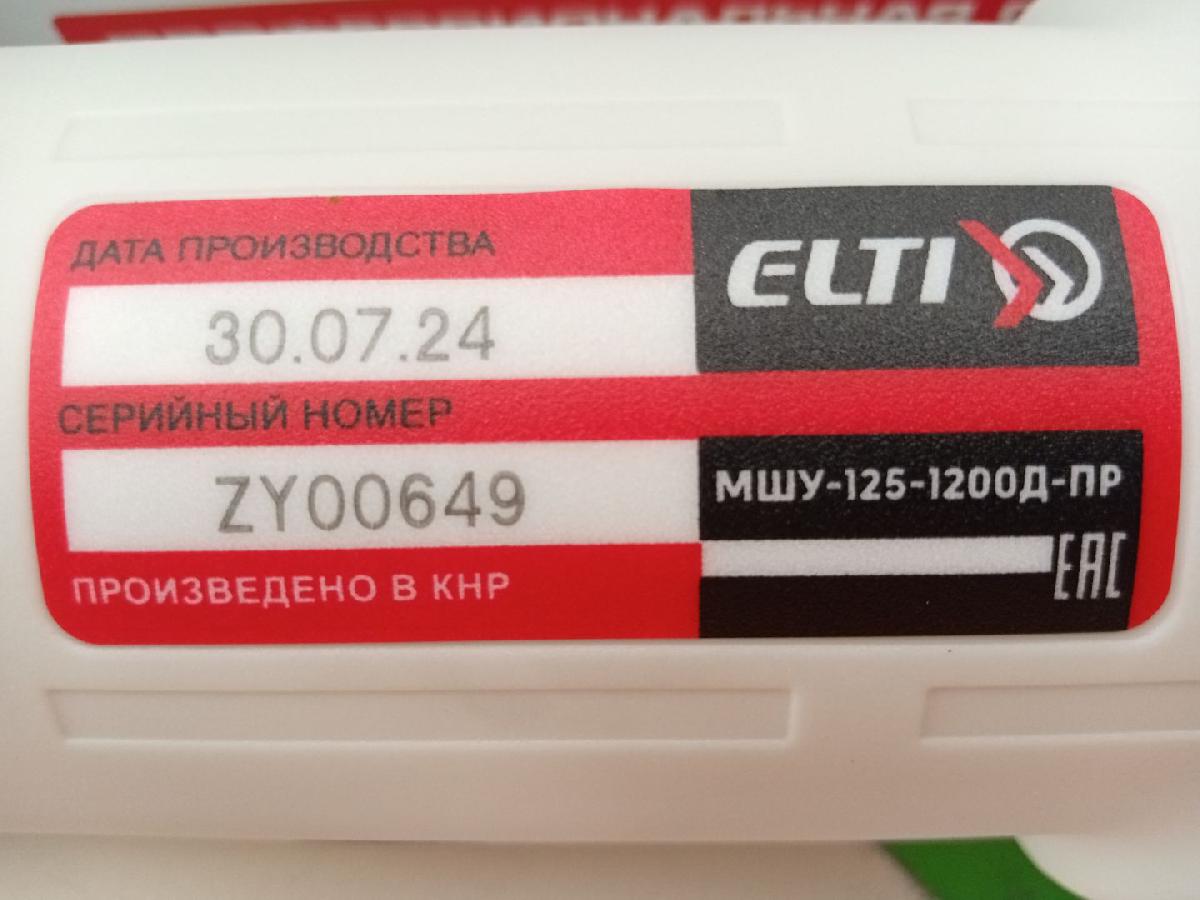 ДАТА ПРОИЗВОДСТВА
30.07.24
ELTI
СЕРИЙНЫЙ НОМЕР
ZY00649
МШУ-125-1200Д-ПР
ПРОИЗВЕДЕНО В КНР
EAC